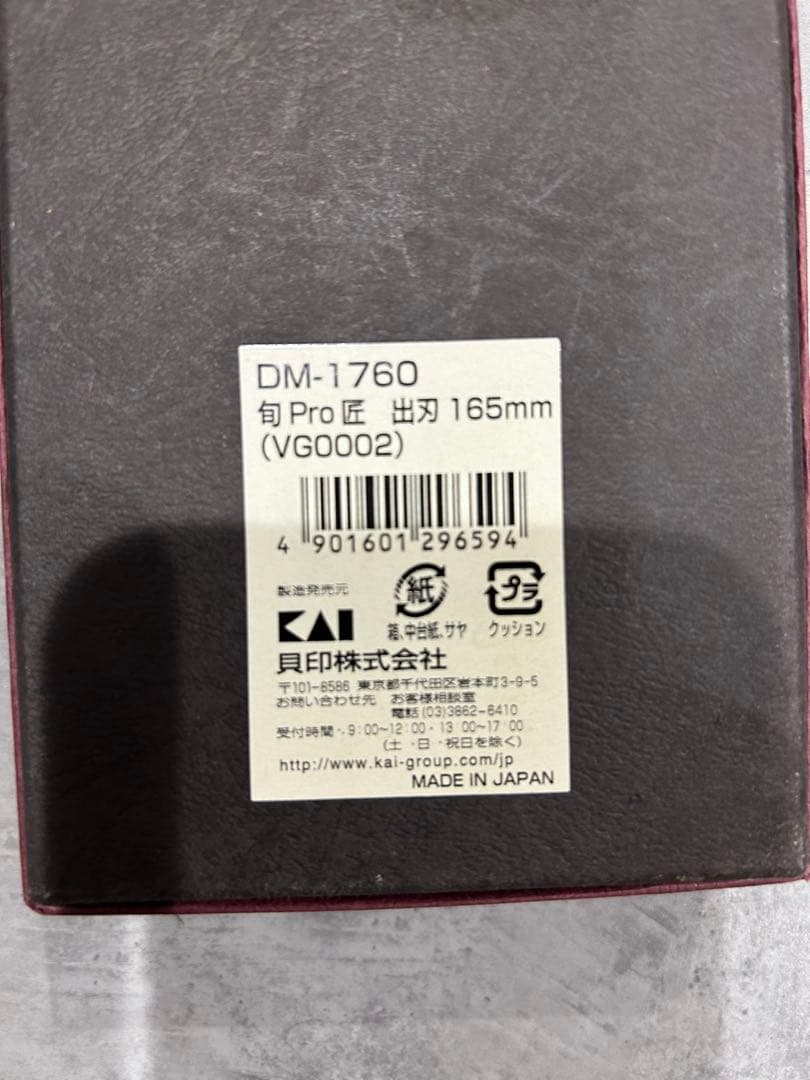 DM-1760
旬 Pro 匠 出刃 165mm
(VG0002)
4 901601 296594
製造発売元
紙
プラ
KAI
箱、中台紙、サヤ クッション
貝印株式会社
〒101-8586 東京都千代田区岩本町3-9-5
お問い合わせ先 お客様相談室
電話(03)3862-6410
受付時間・9:00~12:00・13:00~17:00
(土・日・祝日を除く)
http://www.kai-group.com/jp
MADE IN JAPAN